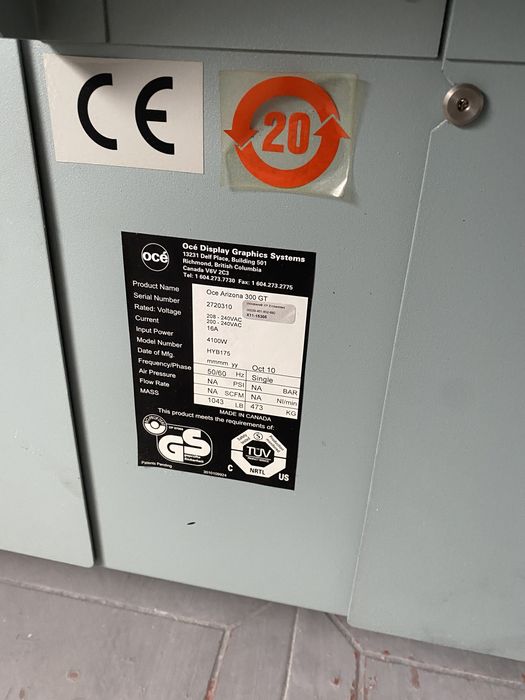 CE
20
océ
Océ Display Graphics Systems
13231 Delf Place, Building 501
Richmond, British Columbia
Canada V6V 2C3
Tel: 1 604.273.7730 Fax: 1 604.273.2775
Product Name Oce Arizona 300 GT
Serial Number 2720310
Rated: Voltage 208 - 240VAC
200 - 240VAC
Current 16A
Input Power 4100W
Model Number HYB175
Date of Mfg. mmmm yy Oct 10
Frequency/Phase 50/60 Hz Single
Air Pressure NA PSI NA BAR
Flow Rate NA SCFM NA Nl/min
MASS 1043 LB 473 KG
MADE IN CANADA
This product meets the requirements of:
GS
TUV
NRTL
C US
Patents Pending
3010109924